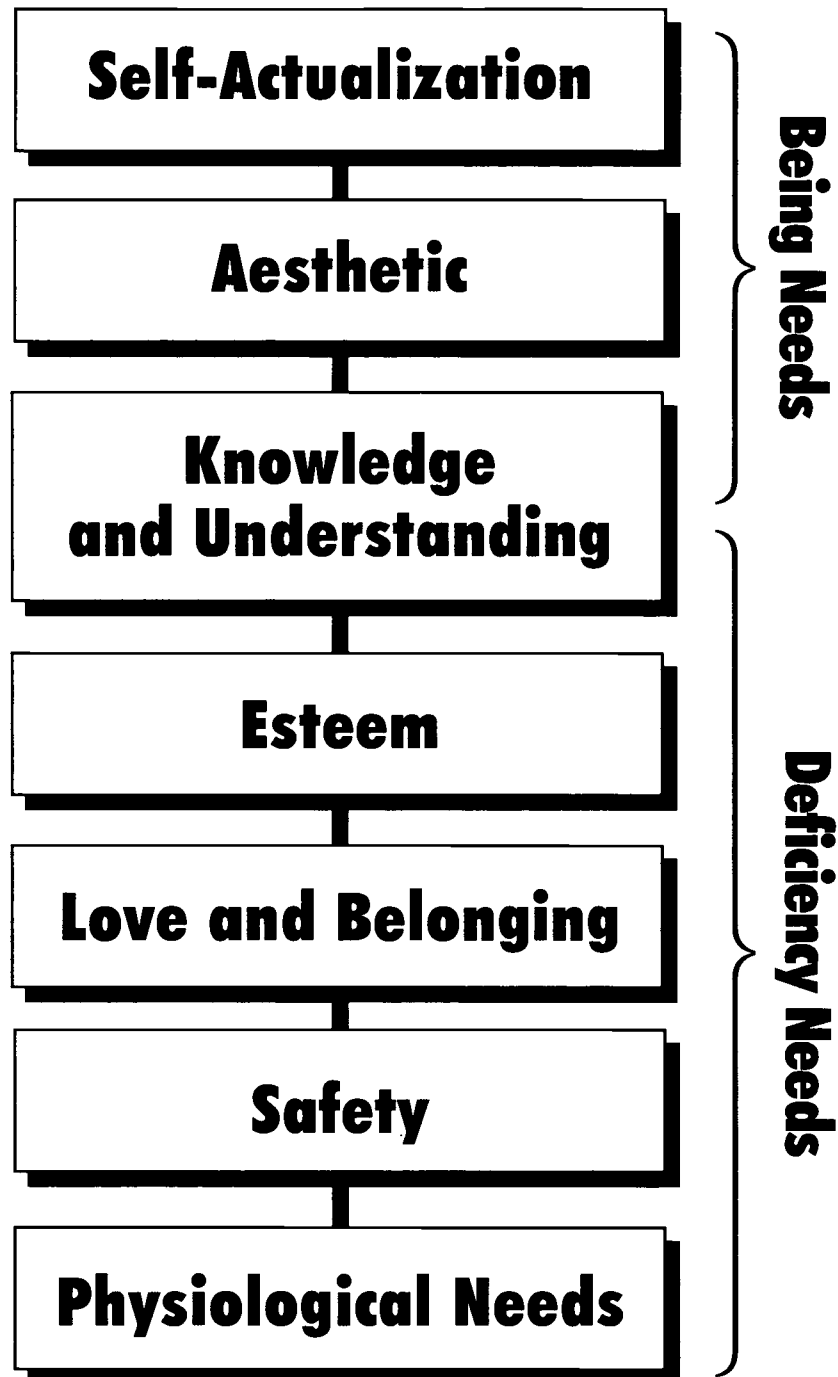 Self-Actualization
Aesthetic
Knowledge
and Understanding
Esteem
Love and Belonging
Safety
Physiological Needs
Being Needs
Deficiency Needs